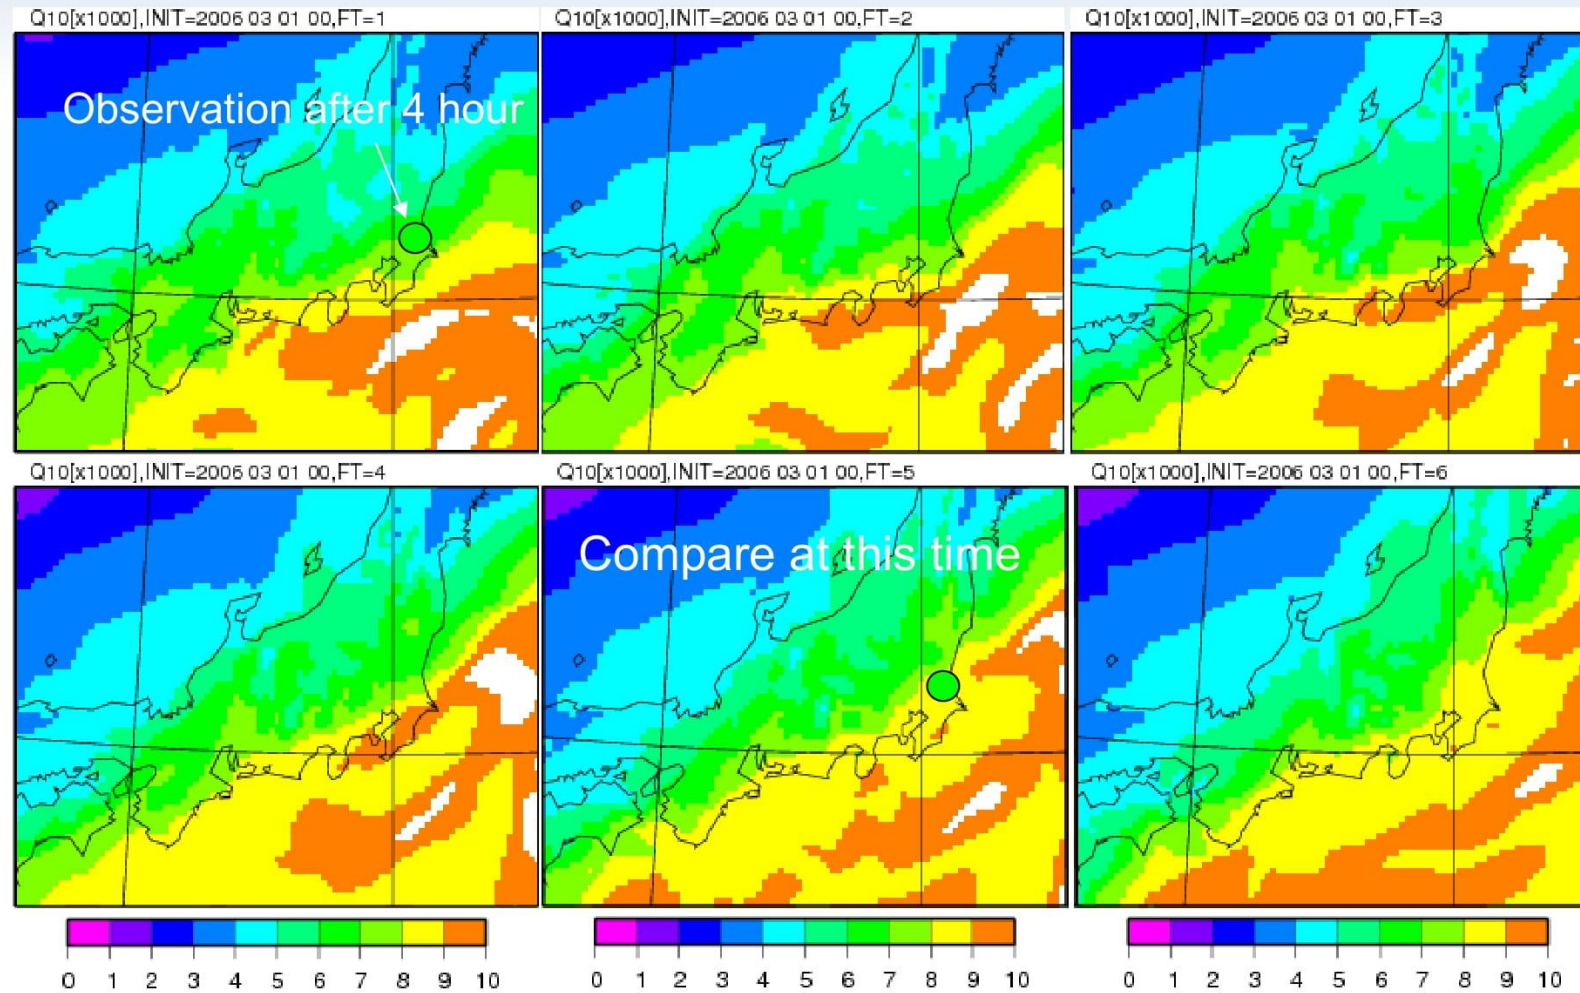 Q10[x1000],INIT=2006 03 01 00,FT=1
Q10[x1000],INIT=2006 03 01 00,FT=2
Q10[x1000],INIT=2006 03 01 00,FT=3
Observation after 4 hour
Q10[x1000],INIT=2006 03 01 00,FT=4
Q10[x1000],INIT=2006 03 01 00,FT=5
Q10[x1000],INIT=2006 03 01 00,FT=6
Compare at this time
0 1 2 3 4 5 6 7 8 9 10
0 1 2 3 4 5 6 7 8 9 10
0 1 2 3 4 5 6 7 8 9 10